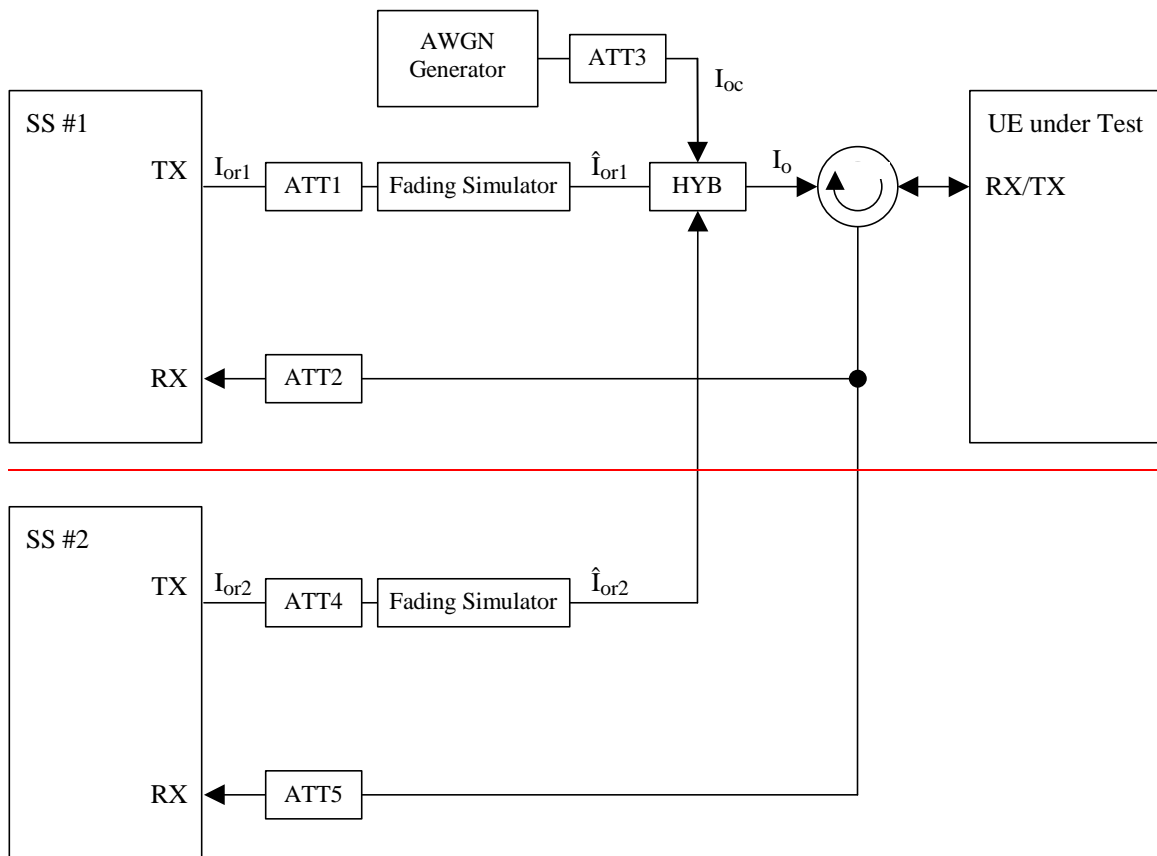 AWGN
Generator
ATT3
I_oc
SS #1
UE under Test
TX
I_or1
ATT1
Fading Simulator
Î_or1
HYB
I_o
RX/TX
RX
ATT2
SS #2
TX
I_or2
ATT4
Fading Simulator
Î_or2
RX
ATT5